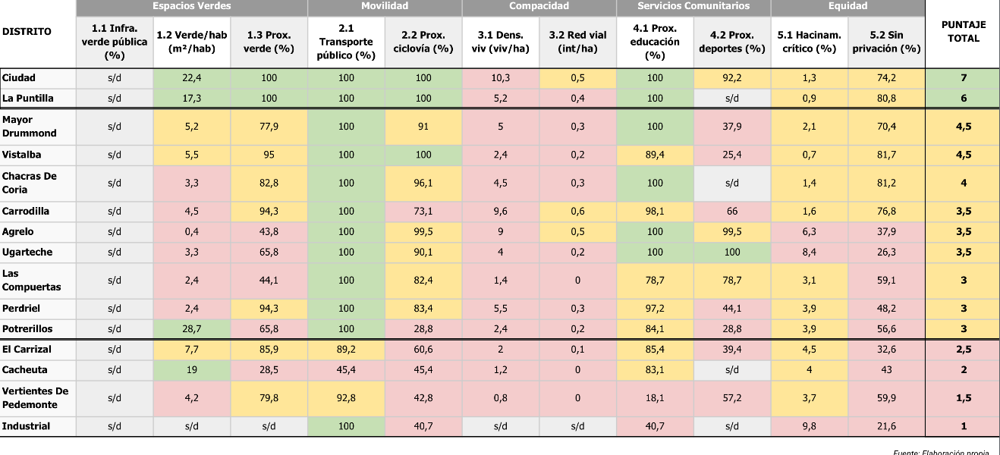 Espacios Verdes Movilidad Compacidad Servicios Comunitarios Equidad
DISTRITO 1.1 Infra. verde pública (%) 1.2 Verde/hab (m²/hab) 1.3 Prox. verde (%) 2.1 Transporte público (%) 2.2 Prox. ciclovía (%) 3.1 Dens. viv (viv/ha) 3.2 Red vial (int/ha) 4.1 Prox. educación (%) 4.2 Prox. deportes (%) 5.1 Hacinam. crítico (%) 5.2 Sin privación (%) PUNTAJE TOTAL
Ciudad s/d 22,4 100 100 100 10,3 0,5 100 92,2 1,3 74,2 7
La Puntilla s/d 17,3 100 100 100 5,2 0,4 100 s/d 0,9 80,8 6
Mayor Drummond s/d 5,2 77,9 100 91 5 0,3 100 37,9 2,1 70,4 4,5
Vistalba s/d 5,5 95 100 100 2,4 0,2 89,4 25,4 0,7 81,7 4,5
Chacras De Coria s/d 3,3 82,8 100 96,1 4,5 0,3 100 s/d 1,4 81,2 4
Carrodilla s/d 4,5 94,3 100 73,1 9,6 0,6 98,1 66 1,6 76,8 3,5
Agrelo s/d 0,4 43,8 100 99,5 9 0,5 100 99,5 6,3 37,9 3,5
Ugarteche s/d 3,3 65,8 100 90,1 4 0,2 100 100 8,4 26,3 3,5
Las Compuertas s/d 2,4 44,1 100 82,4 1,4 0 78,7 78,7 3,1 59,1 3
Perdriel s/d 2,4 94,3 100 83,4 5,5 0,3 97,2 44,1 3,9 48,2 3
Potrerillos s/d 28,7 65,8 100 28,8 2,4 0,2 84,1 28,8 3,9 56,6 3
El Carrizal s/d 7,7 85,9 89,2 60,6 2 0,1 85,4 39,4 4,5 32,6 2,5
Cacheuta s/d 19 28,5 45,4 45,4 1,2 0 83,1 s/d 4 43 2
Vertientes De Pedemonte s/d 4,2 79,8 92,8 42,8 0,8 0 18,1 57,2 3,7 59,9 1,5
Industrial s/d s/d s/d 100 40,7 s/d s/d 40,7 s/d 9,8 21,6 1
Fuente: Elaboración propia